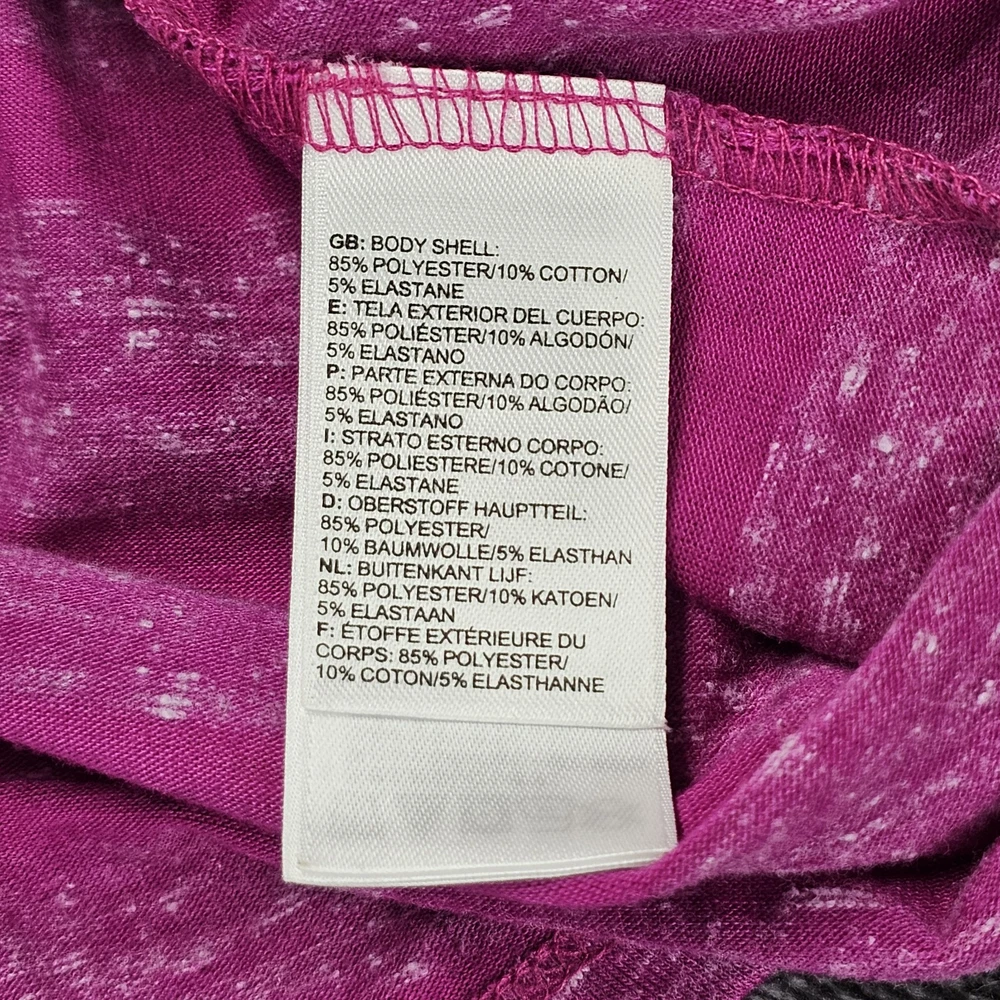 GB: BODY SHELL:
85% POLYESTER/10% COTTON/
5% ELASTANE
E: TELA EXTERIOR DEL CUERPO:
85% POLIÉSTER/10% ALGODÓN/
5% ELASTANO
P: PARTE EXTERNA DO CORPO:
85% POLIÉSTER/10% ALGODÃO/
5% ELASTANO
I: STRATO ESTERNO CORPO:
85% POLIESTERE/10% COTONE/
5% ELASTANE
D: OBERSTOFF HAUPTTEIL:
85% POLYESTER/
10% BAUMWOLLE/5% ELASTHAN
NL: BUITENKANT LIJF:
85% POLYESTER/10% KATOEN/
5% ELASTAAN
F: ÉTOFFE EXTÉRIEURE DU
CORPS: 85% POLYESTER/
10% COTON/5% ELASTHANNE